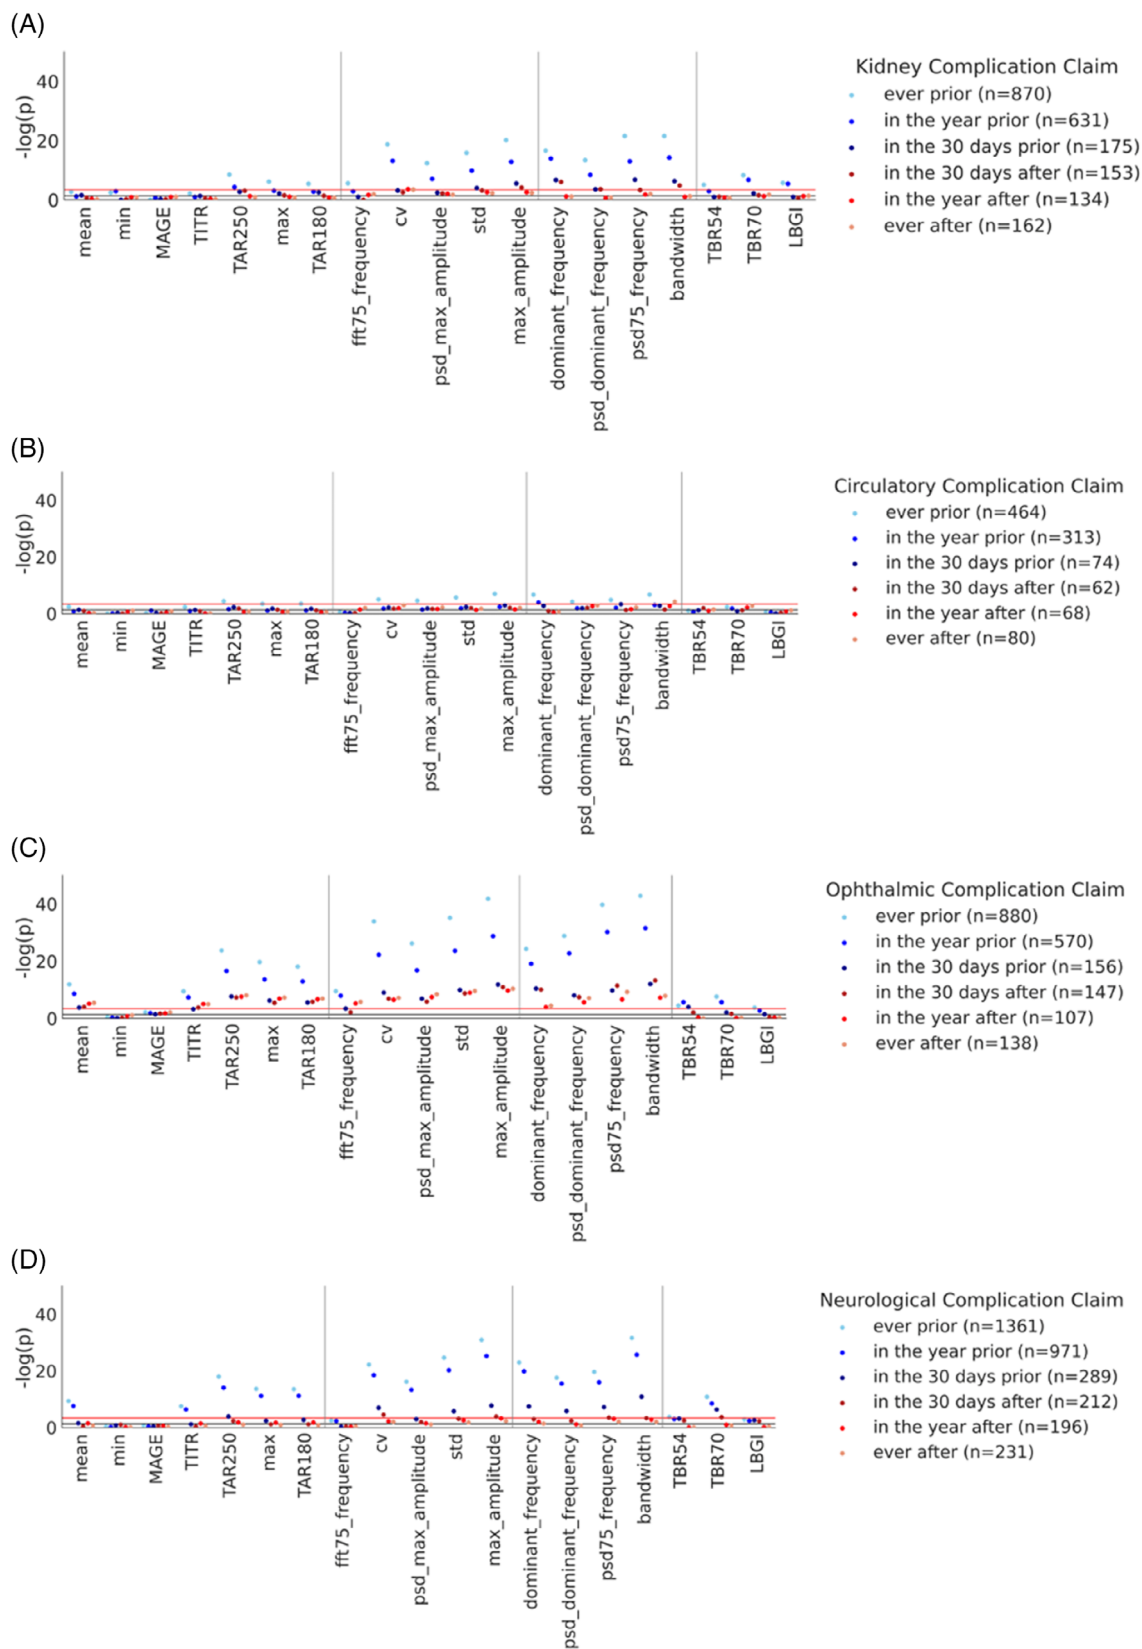 (A)
Kidney Complication Claim
ever prior (n=870)
in the year prior (n=631)
in the 30 days prior (n=175)
in the 30 days after (n=153)
in the year after (n=134)
ever after (n=162)
-log(p)
40
20
0
mean
min
MAGE
TITR
TAR250
max
TAR180
fft75_frequency
cv
psd_max_amplitude
std
max_amplitude
dominant_frequency
psd_dominant_frequency
psd75_frequency
bandwidth
TBR54
TBR70
LBGI
(B)
Circulatory Complication Claim
ever prior (n=464)
in the year prior (n=313)
in the 30 days prior (n=74)
in the 30 days after (n=62)
in the year after (n=68)
ever after (n=80)
-log(p)
40
20
0
mean
min
MAGE
TITR
TAR250
max
TAR180
fft75_frequency
cv
psd_max_amplitude
std
max_amplitude
dominant_frequency
psd_dominant_frequency
psd75_frequency
bandwidth
TBR54
TBR70
LBGI
(C)
Ophthalmic Complication Claim
ever prior (n=880)
in the year prior (n=570)
in the 30 days prior (n=156)
in the 30 days after (n=147)
in the year after (n=107)
ever after (n=138)
-log(p)
40
20
0
mean
min
MAGE
TITR
TAR250
max
TAR180
fft75_frequency
cv
psd_max_amplitude
std
max_amplitude
dominant_frequency
psd_dominant_frequency
psd75_frequency
bandwidth
TBR54
TBR70
LBGI
(D)
Neurological Complication Claim
ever prior (n=1361)
in the year prior (n=971)
in the 30 days prior (n=289)
in the 30 days after (n=212)
in the year after (n=196)
ever after (n=231)
-log(p)
40
20
0
mean
min
MAGE
TITR
TAR250
max
TAR180
fft75_frequency
cv
psd_max_amplitude
std
max_amplitude
dominant_frequency
psd_dominant_frequency
psd75_frequency
bandwidth
TBR54
TBR70
LBGI